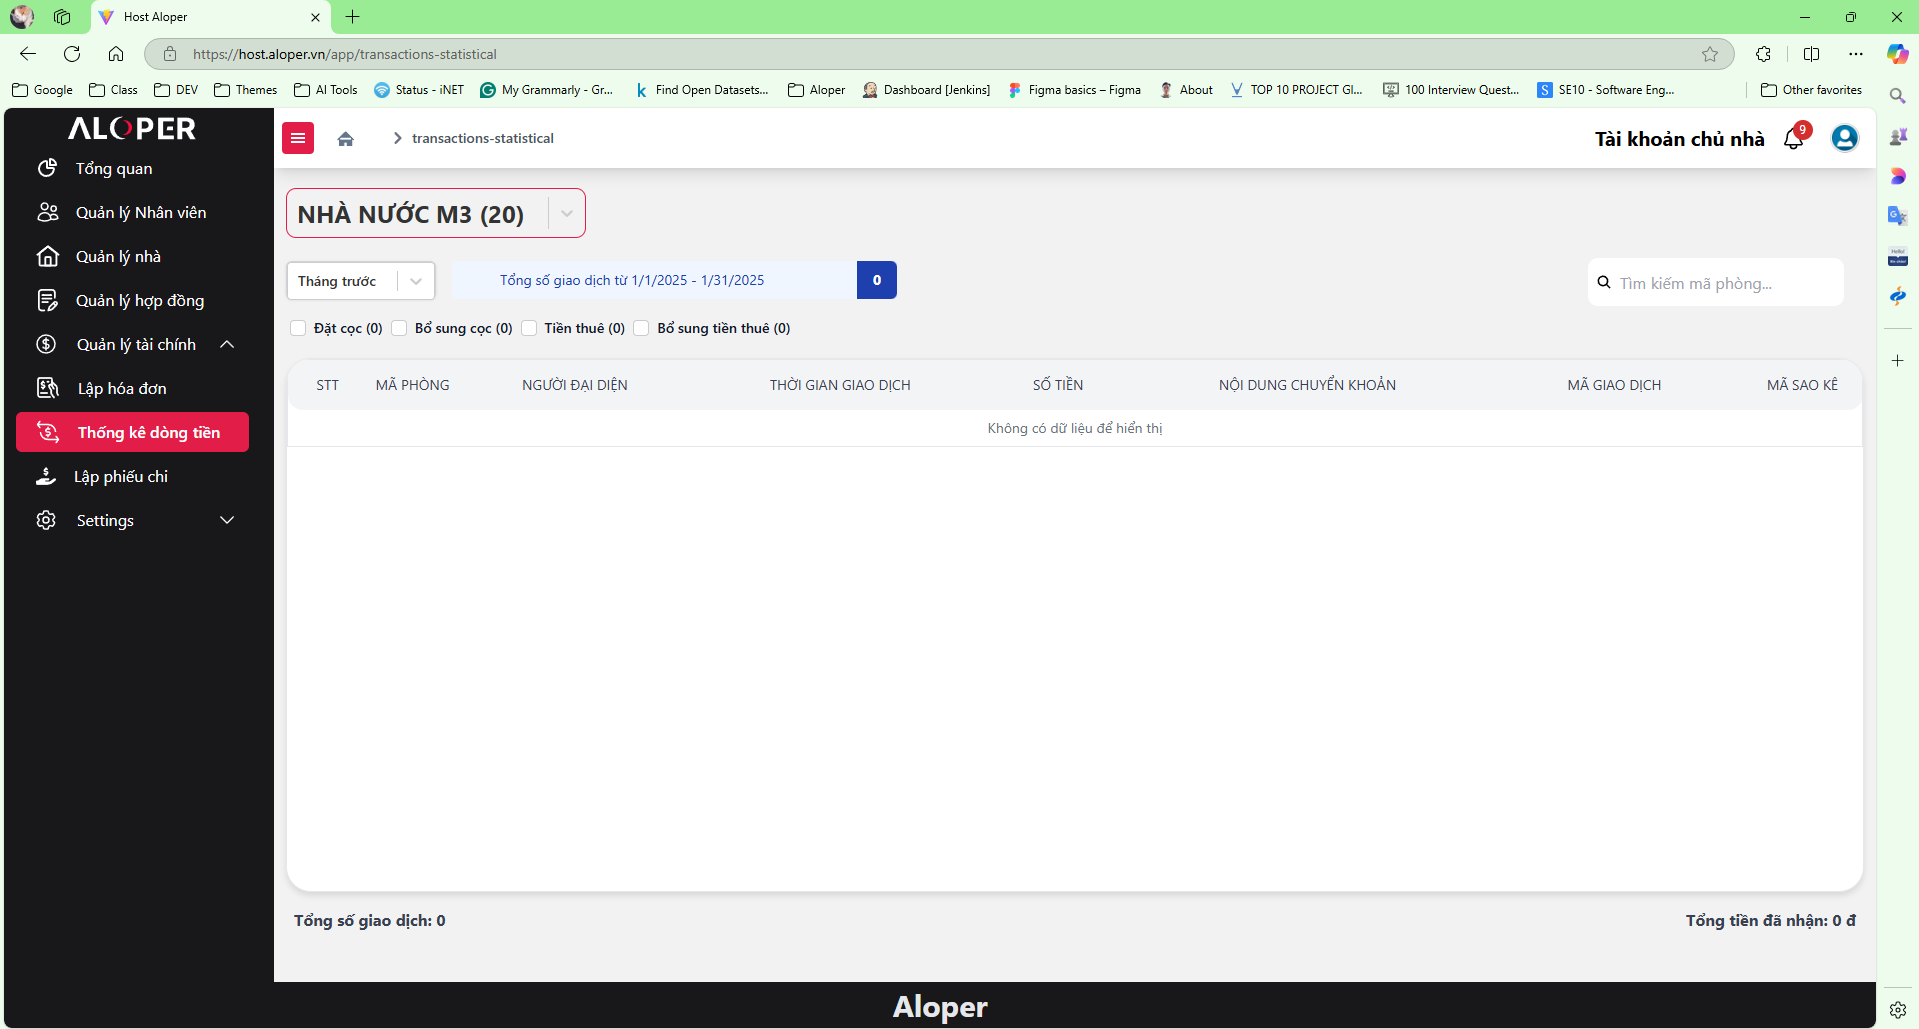 Host Aloper
https://host.aloper.vn/app/transactions-statistical
Google Class DEV Themes AI Tools Status - iNET My Grammarly - Gr... Find Open Datasets... Aloper Dashboard [Jenkins] Figma basics – Figma About TOP 10 PROJECT GI... 100 Interview Quest... SE10 - Software Eng... Other favorites
ALOPER
Tổng quan
Quản lý Nhân viên
Quản lý nhà
Quản lý hợp đồng
Quản lý tài chính
Lập hóa đơn
Thống kê dòng tiền
Lập phiếu chi
Settings
transactions-statistical
Tài khoản chủ nhà
9
NHÀ NƯỚC M3 (20)
Tháng trước
Tổng số giao dịch từ 1/1/2025 - 1/31/2025
0
Tìm kiếm mã phòng...
Đặt cọc (0) Bổ sung cọc (0) Tiền thuê (0) Bổ sung tiền thuê (0)
STT MÃ PHÒNG NGƯỜI ĐẠI DIỆN THỜI GIAN GIAO DỊCH SỐ TIỀN NỘI DUNG CHUYỂN KHOẢN MÃ GIAO DỊCH MÃ SAO KÊ
Không có dữ liệu để hiển thị
Tổng số giao dịch: 0
Tổng tiền đã nhận: 0 đ
Aloper